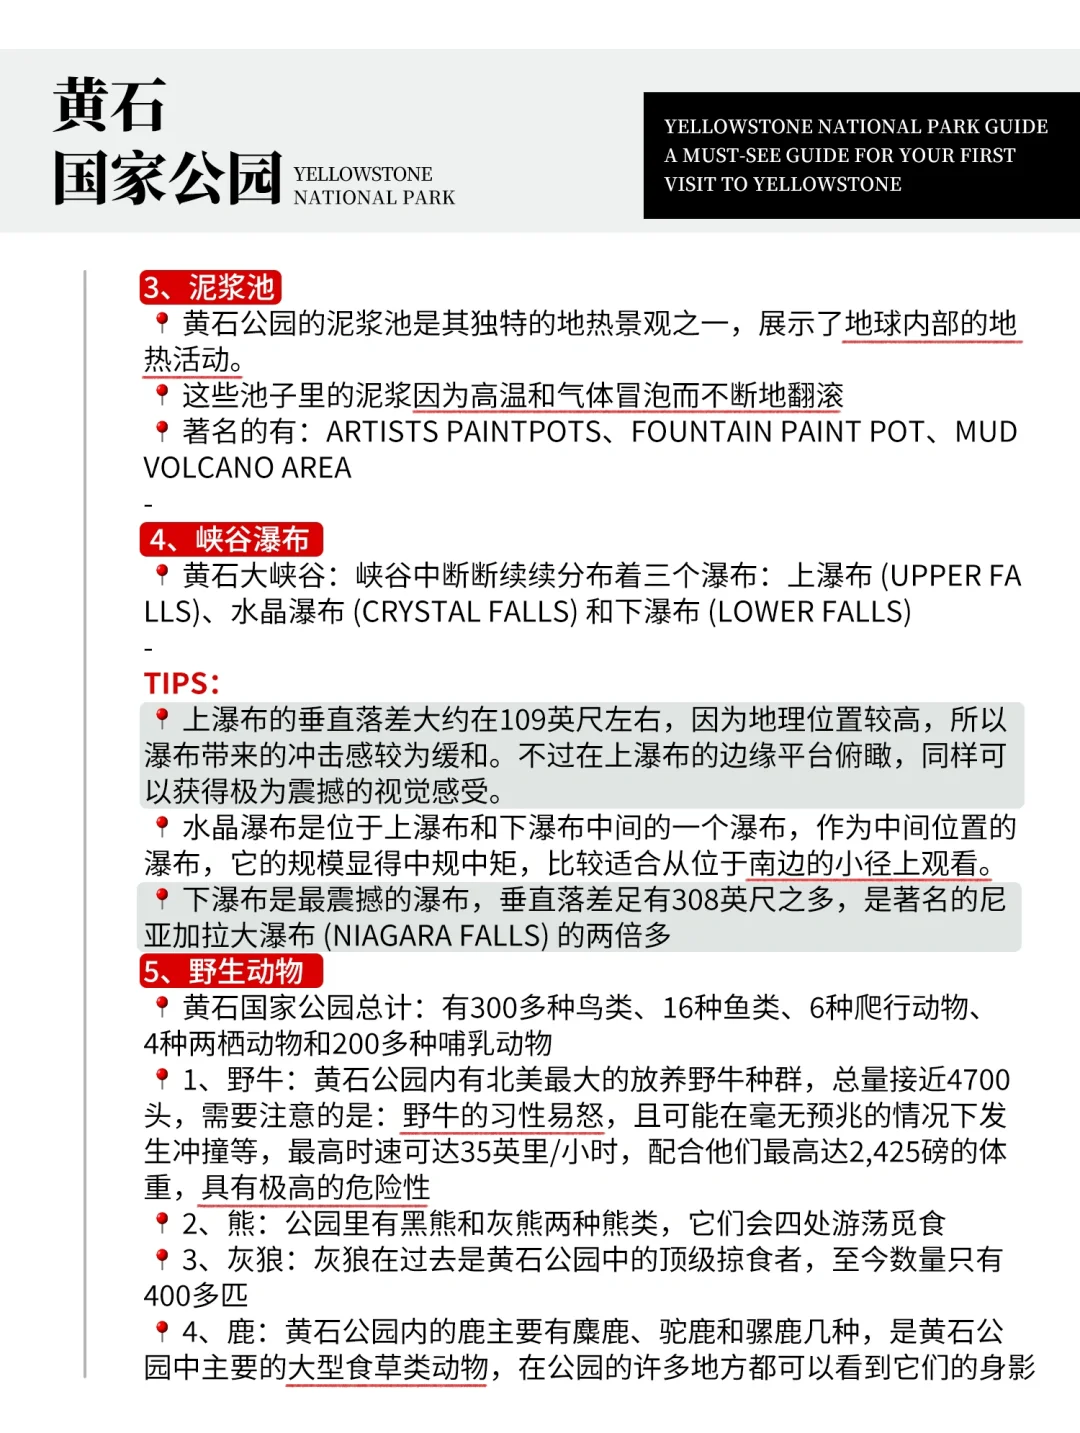 黄石
国家公园 YELLOWSTONE
NATIONAL PARK
YELLOWSTONE NATIONAL PARK GUIDE
A MUST-SEE GUIDE FOR YOUR FIRST
VISIT TO YELLOWSTONE
3、泥浆池
黄石公园的泥浆池是其独特的地热景观之一，展示了地球内部的地
热活动。
这些池子里的泥浆因为高温和气体冒泡而不断地翻滚
著名的有：ARTISTS PAINTPOTS、FOUNTAIN PAINT POT、MUD
VOLCANO AREA
-
4、峡谷瀑布
黄石大峡谷：峡谷中断断续续分布着三个瀑布：上瀑布 (UPPER FA
LLS)、水晶瀑布 (CRYSTAL FALLS) 和下瀑布 (LOWER FALLS)
-
TIPS：
上瀑布的垂直落差大约在109英尺左右，因为地理位置较高，所以
瀑布带来的冲击感较为缓和。不过在上瀑布的边缘平台俯瞰，同样可
以获得极为震撼的视觉感受。
水晶瀑布是位于上瀑布和下瀑布中间的一个瀑布，作为中间位置的
瀑布，它的规模显得中规中矩，比较适合从位于南边的小径上观看。
下瀑布是最震撼的瀑布，垂直落差足有308英尺之多，是著名的尼
亚加拉大瀑布 (NIAGARA FALLS) 的两倍多
5、野生动物
黄石国家公园总计：有300多种鸟类、16种鱼类、6种爬行动物、
4种两栖动物和200多种哺乳动物
1、野牛：黄石公园内有北美最大的放养野牛种群，总量接近4700
头，需要注意的是：野牛的习性易怒，且可能在毫无预兆的情况下发
生冲撞等，最高时速可达35英里/小时，配合他们最高达2,425磅的体
重，具有极高的危险性
2、熊：公园里有黑熊和灰熊两种熊类，它们会四处游荡觅食
3、灰狼：灰狼在过去是黄石公园中的顶级掠食者，至今数量只有
400多匹
4、鹿：黄石公园内的鹿主要有麋鹿、驼鹿和骡鹿几种，是黄石公
园中主要的大型食草类动物，在公园的许多地方都可以看到它们的身影